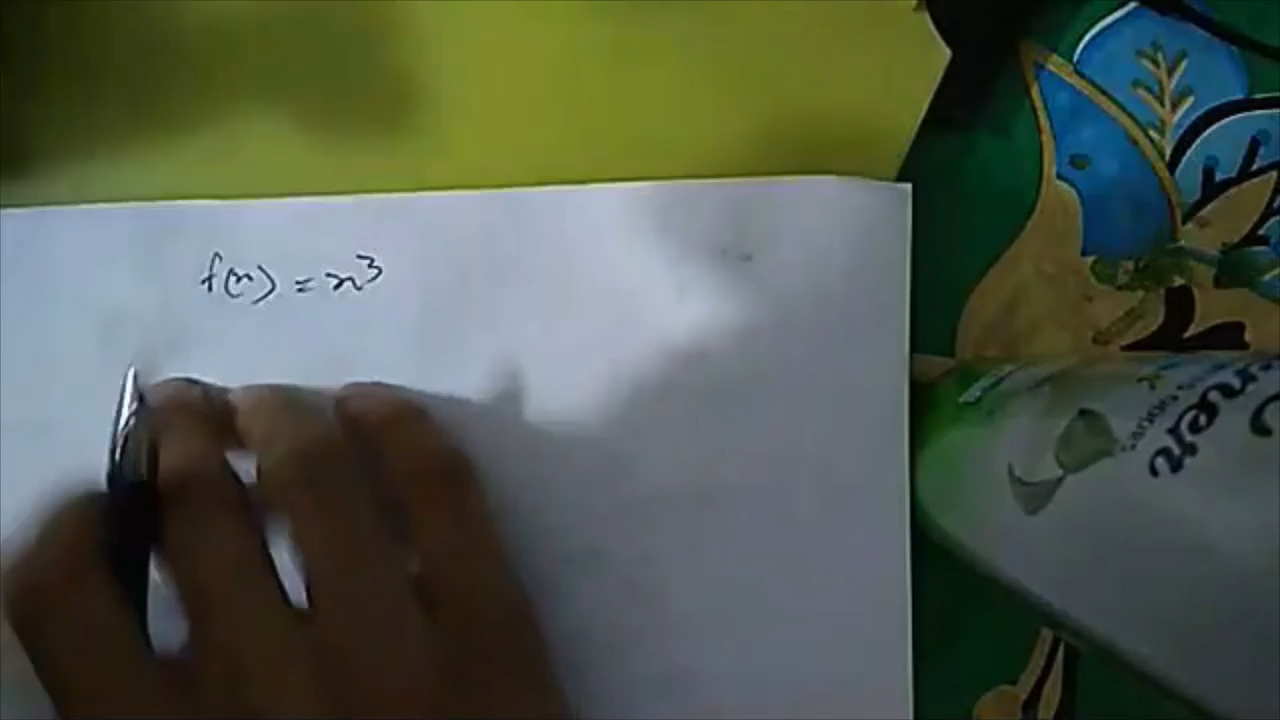 f(x) = x³